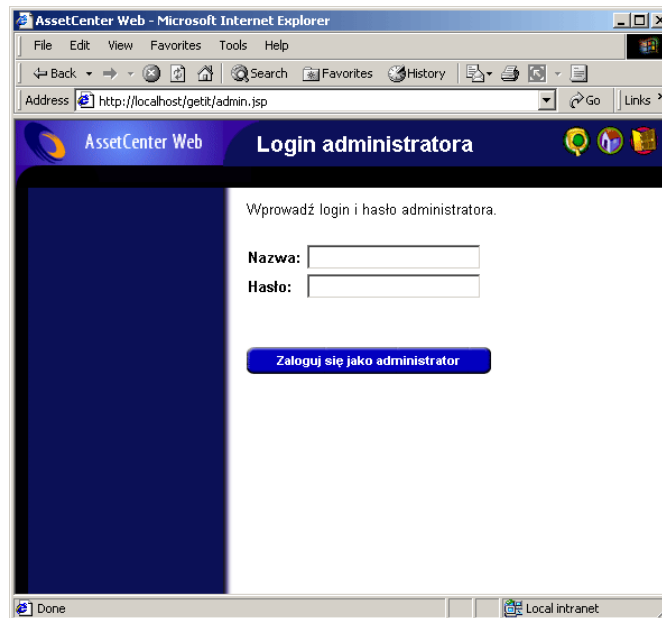 AssetCenter Web - Microsoft Internet Explorer
File Edit View Favorites Tools Help
Back Search Favorites History
Address http://localhost/getit/admin.jsp Go Links
AssetCenter Web Login administratora
Wprowadź login i hasło administratora.
Nazwa:
Hasło:
Zaloguj się jako administrator
Done Local intranet